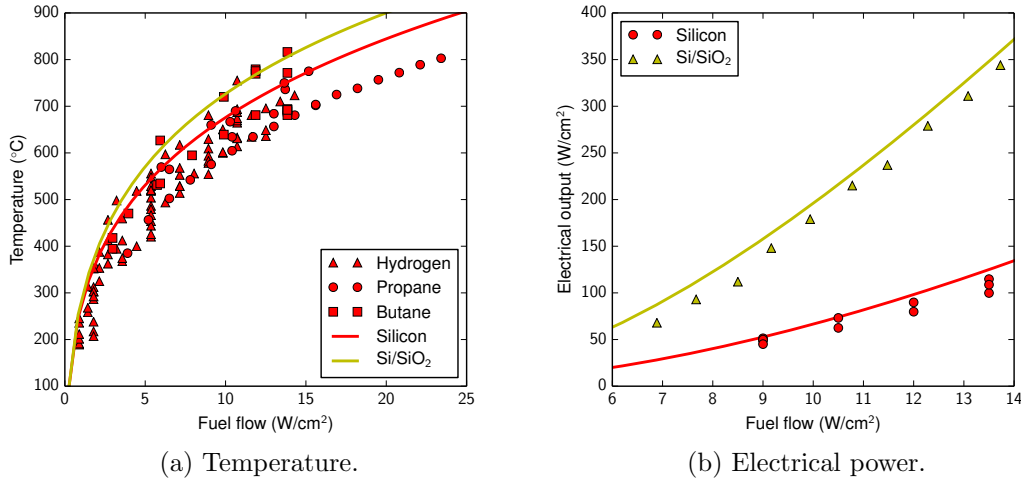 900
800
700
600
500
400
300
200
100
Temperature (°C)
0 5 10 15 20 25
Fuel flow (W/cm²)
Hydrogen
Propane
Butane
Silicon
Si/SiO₂
(a) Temperature.
400
350
300
250
200
150
100
50
0
Electrical output (W/cm²)
6 7 8 9 10 11 12 13 14
Fuel flow (W/cm²)
Silicon
Si/SiO₂
(b) Electrical power.